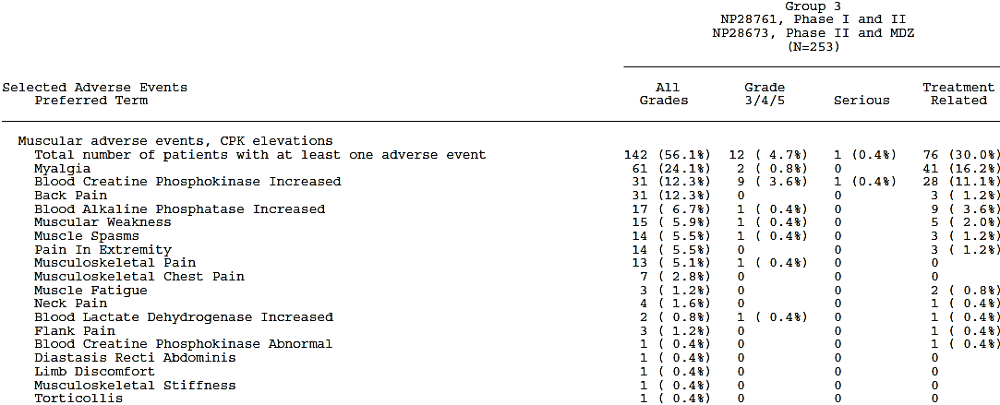 Group 3
NP28761, Phase I and II
NP28673, Phase II and MDZ
(N=253)
Selected Adverse Events All Grade Treatment
Preferred Term Grades 3/4/5 Serious Related
Muscular adverse events, CPK elevations
Total number of patients with at least one adverse event 142 (56.1%) 12 ( 4.7%) 1 (0.4%) 76 (30.0%)
Myalgia 61 (24.1%) 2 ( 0.8%) 0 41 (16.2%)
Blood Creatine Phosphokinase Increased 31 (12.3%) 9 ( 3.6%) 1 (0.4%) 28 (11.1%)
Back Pain 31 (12.3%) 0 0 3 ( 1.2%)
Blood Alkaline Phosphatase Increased 17 ( 6.7%) 1 ( 0.4%) 0 9 ( 3.6%)
Muscular Weakness 15 ( 5.9%) 1 ( 0.4%) 0 5 ( 2.0%)
Muscle Spasms 14 ( 5.5%) 1 ( 0.4%) 0 3 ( 1.2%)
Pain In Extremity 14 ( 5.5%) 0 0 3 ( 1.2%)
Musculoskeletal Pain 13 ( 5.1%) 1 ( 0.4%) 0 0
Musculoskeletal Chest Pain 7 ( 2.8%) 0 0 0
Muscle Fatigue 3 ( 1.2%) 0 0 2 ( 0.8%)
Neck Pain 4 ( 1.6%) 0 0 1 ( 0.4%)
Blood Lactate Dehydrogenase Increased 2 ( 0.8%) 1 ( 0.4%) 0 1 ( 0.4%)
Flank Pain 3 ( 1.2%) 0 0 1 ( 0.4%)
Blood Creatine Phosphokinase Abnormal 1 ( 0.4%) 0 0 1 ( 0.4%)
Diastasis Recti Abdominis 1 ( 0.4%) 0 0 0
Limb Discomfort 1 ( 0.4%) 0 0 0
Musculoskeletal Stiffness 1 ( 0.4%) 0 0 0
Torticollis 1 ( 0.4%) 0 0 0